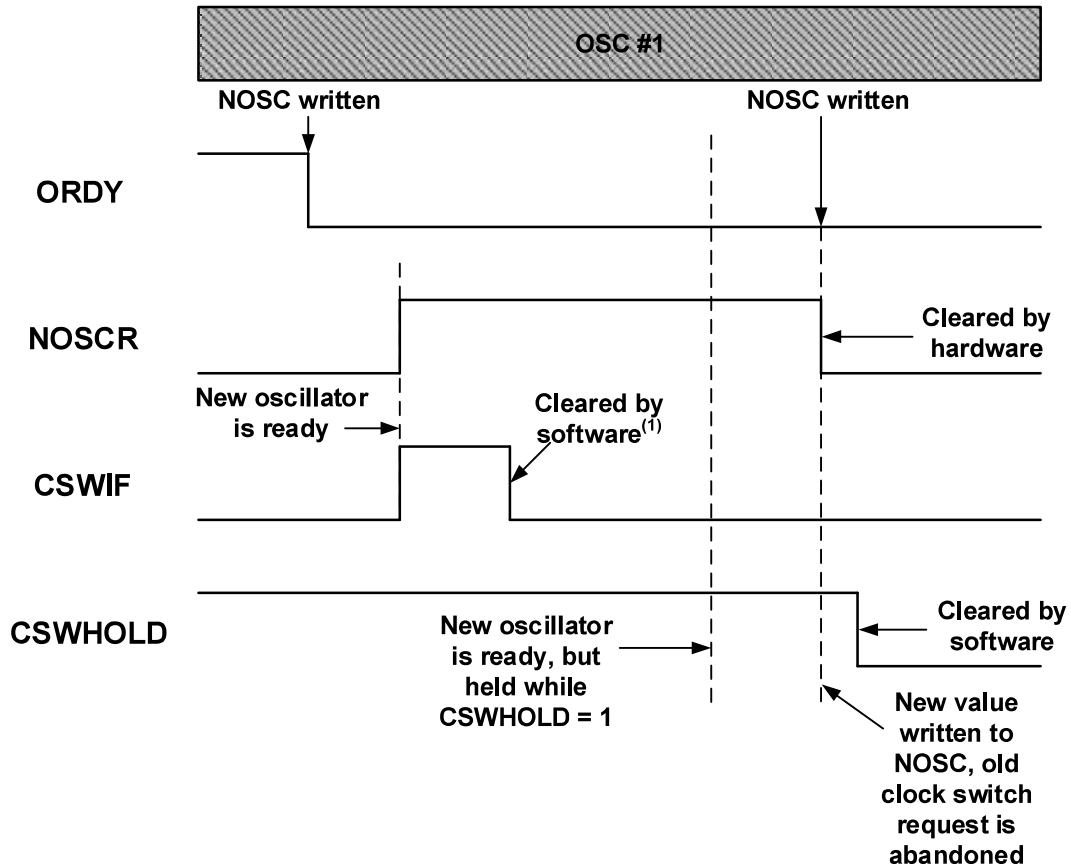 OSC #1
NOSC written
NOSC written
ORDY
NOSCR
Cleared by
hardware
New oscillator
is ready
Cleared by
software(1)
CSWIF
CSWHOLD
New oscillator
is ready, but
held while
CSWHOLD = 1
Cleared by
software
New value
written to
NOSC, old
clock switch
request is
abandoned